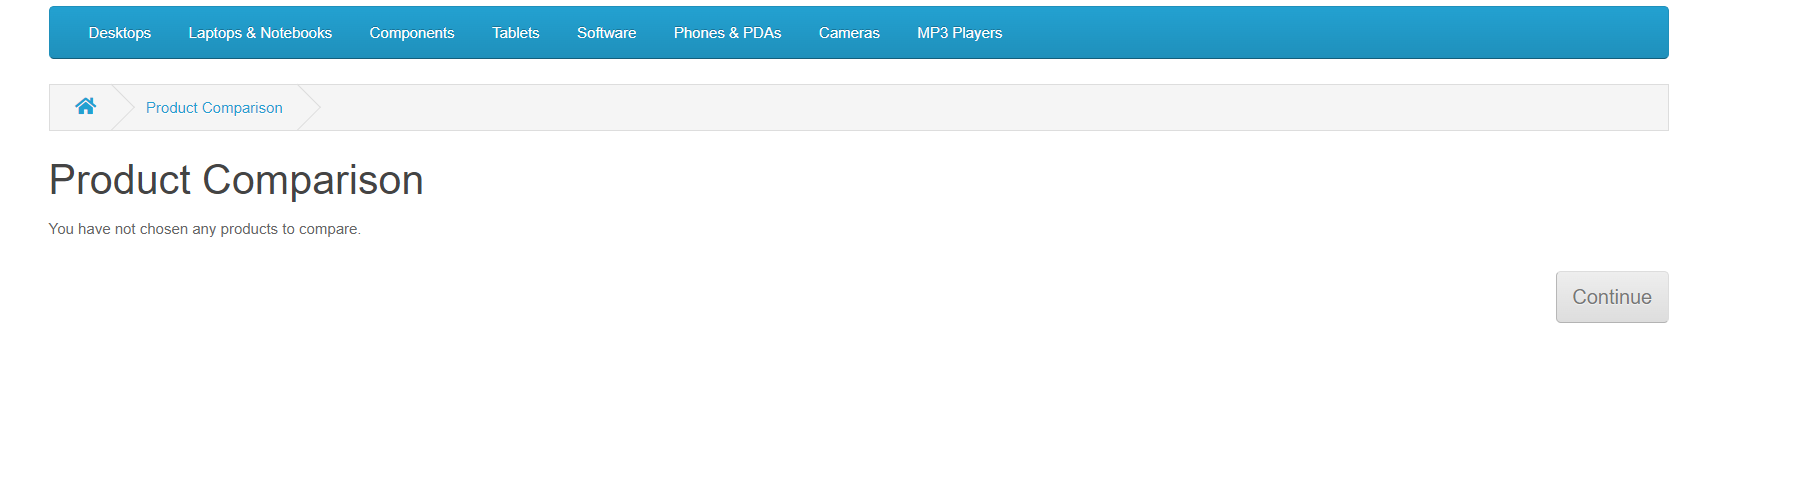 Desktops Laptops & Notebooks Components Tablets Software Phones & PDAs Cameras MP3 Players
Product Comparison
Product Comparison
You have not chosen any products to compare.
Continue